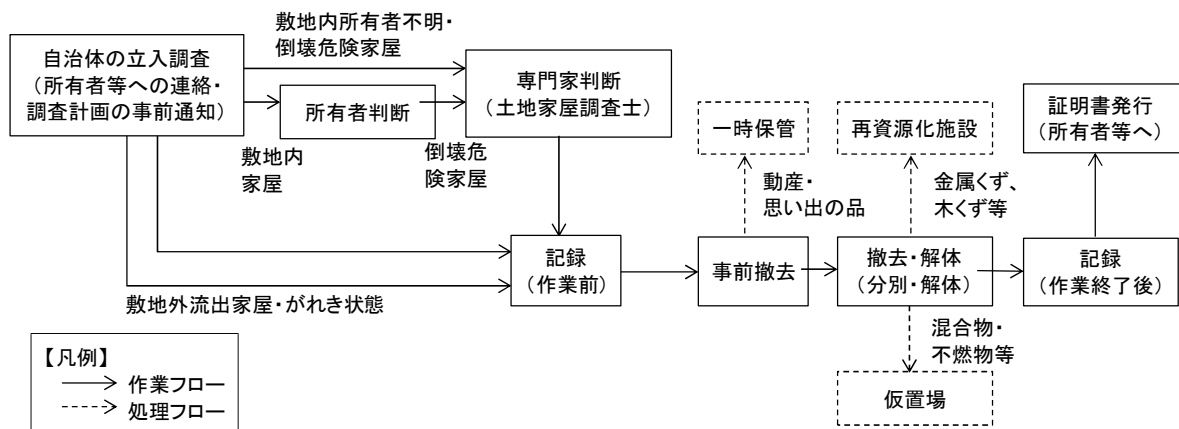 自治体の立入調査
（所有者等への連絡・
調査計画の事前通知）
敷地内所有者不明・
倒壊危険家屋
所有者判断
敷地内
家屋
倒壊危
険家屋
専門家判断
（土地家屋調査士）
敷地外流出家屋・がれき状態
記録
（作業前）
一時保管
動産・
思い出の品
事前撤去
再資源化施設
金属くず、
木くず等
撤去・解体
（分別・解体）
混合物・
不燃物等
仮置場
証明書発行
（所有者等へ）
記録
（作業終了後）
【凡例】
作業フロー
処理フロー